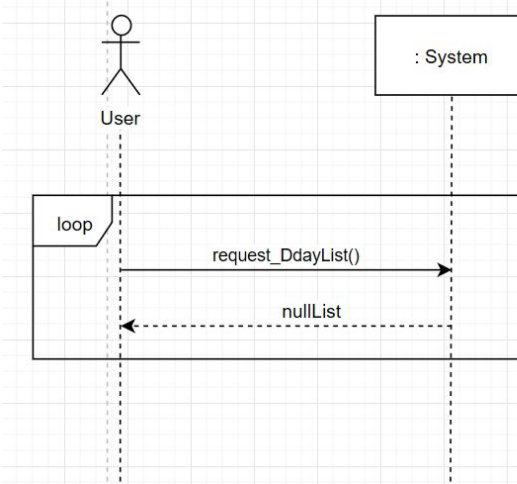 : System
User
loop
request_DdayList()
nullList